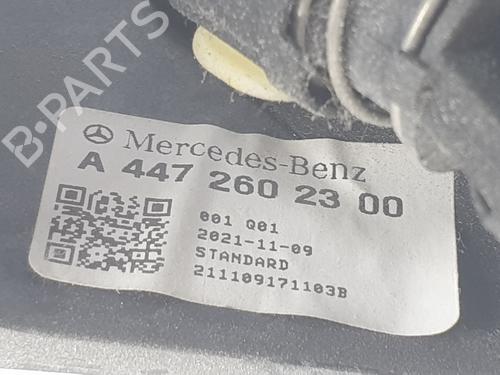 B-PARTS
Mercedes-Benz
A 447 260 23 00
001 Q01
2021-11-09
STANDARD
211109171103B